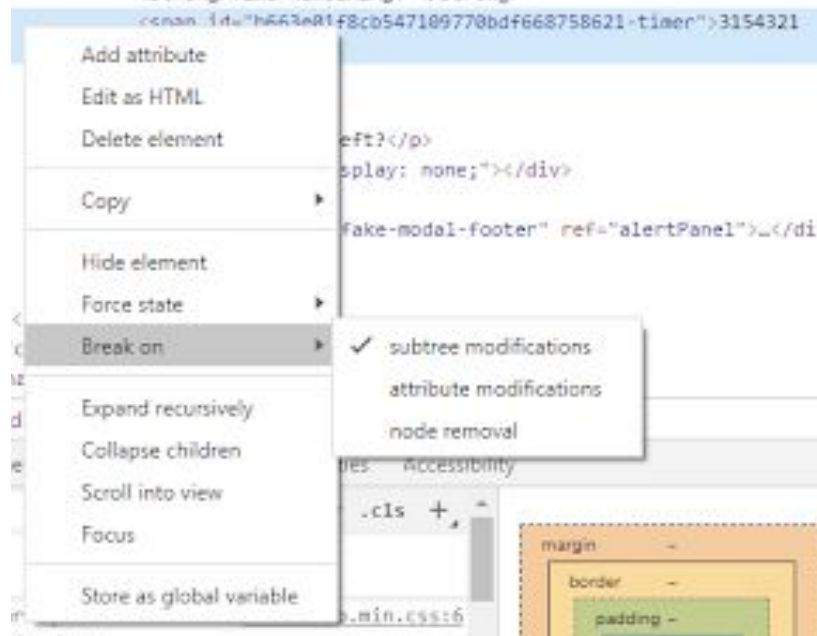 <span id="h663e01f8cb547109770bdf668758621-timer">3154321
Add attribute
Edit as HTML
Delete element
eft?</p>
splay: none;"></div>
Copy
fake-modal-footer" ref="alertPanel">…</di
Hide element
Force state
Break on
subtree modifications
attribute modifications
node removal
Expand recursively
Collapse children
Accessibility
Scroll into view
.cls +
Focus
margin -
border -
Store as global variable
.min.css:6
padding -